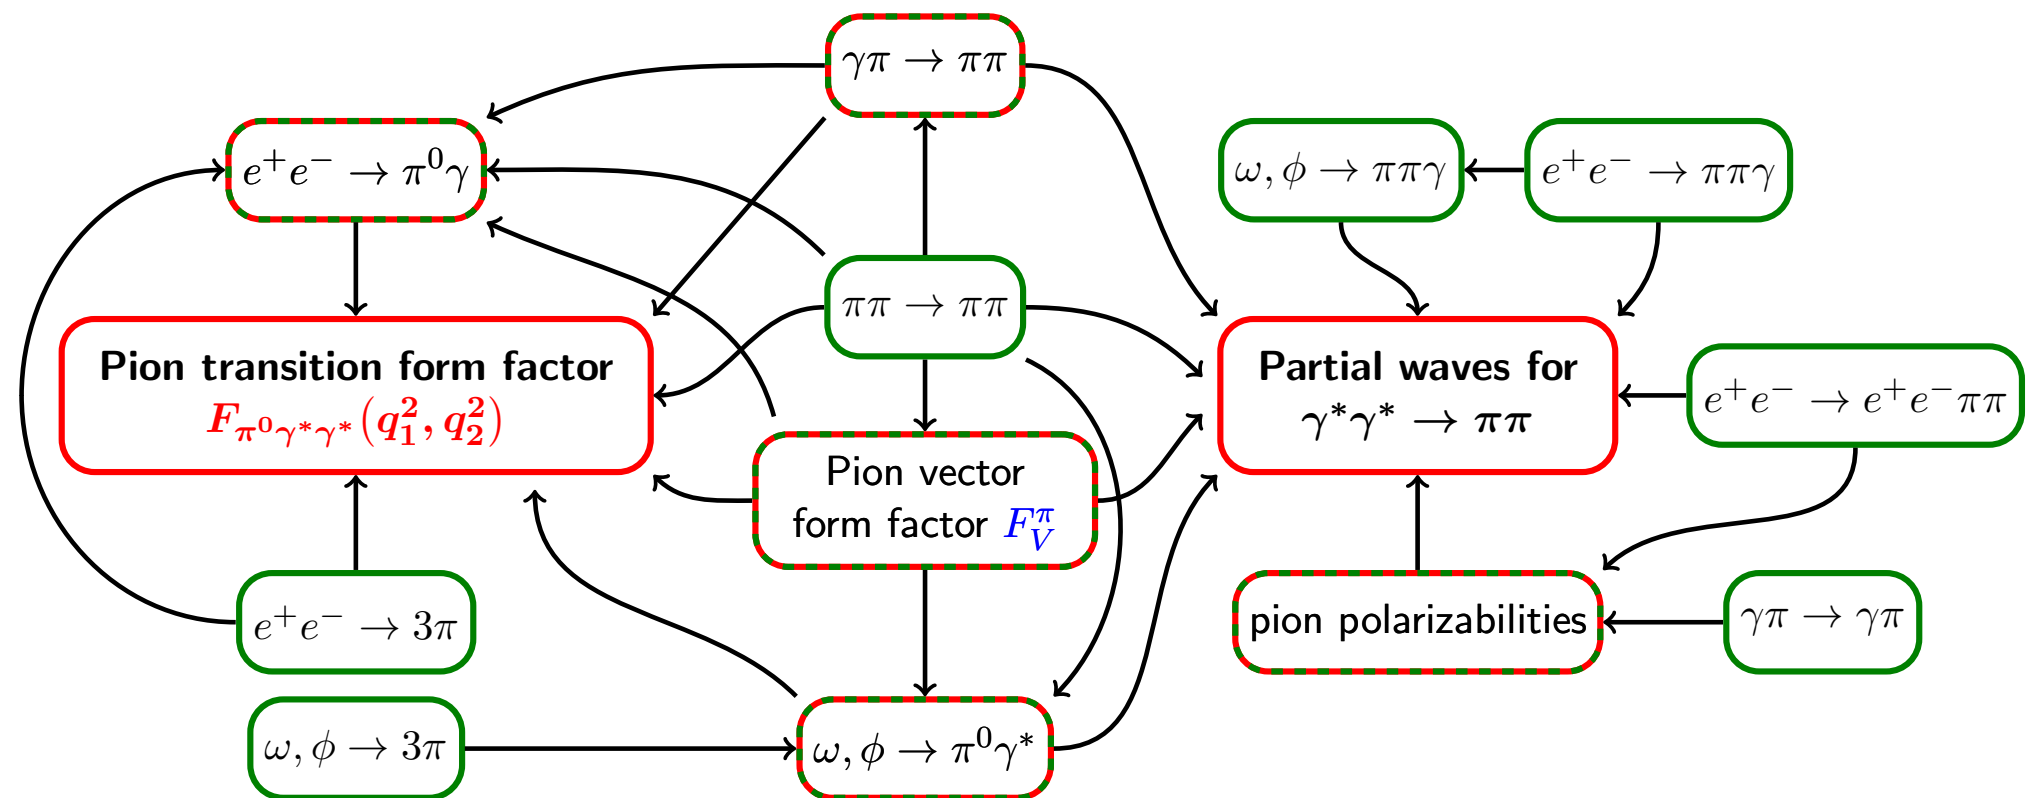 γπ → ππ
e⁺e⁻ → π⁰γ
ω, φ → ππγ
e⁺e⁻ → ππγ
ππ → ππ
Pion transition form factor
F_{π⁰γ*γ*}(q₁², q₂²)
Partial waves for
γ*γ* → ππ
e⁺e⁻ → e⁺e⁻ππ
Pion vector
form factor F_V^π
e⁺e⁻ → 3π
pion polarizabilities
γπ → γπ
ω, φ → 3π
ω, φ → π⁰γ*